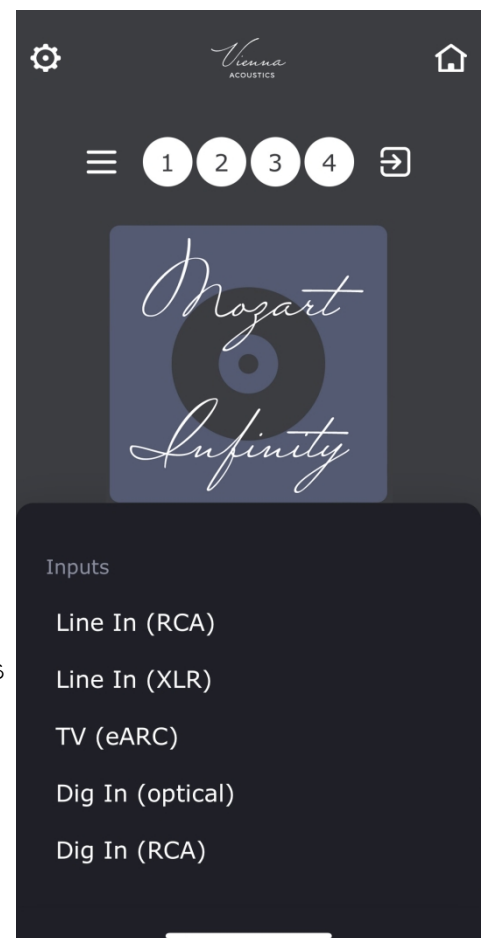 Vienna
ACOUSTICS
1 2 3 4
Mozart
Infinity
Inputs
Line In (RCA)
Line In (XLR)
TV (eARC)
Dig In (optical)
Dig In (RCA)